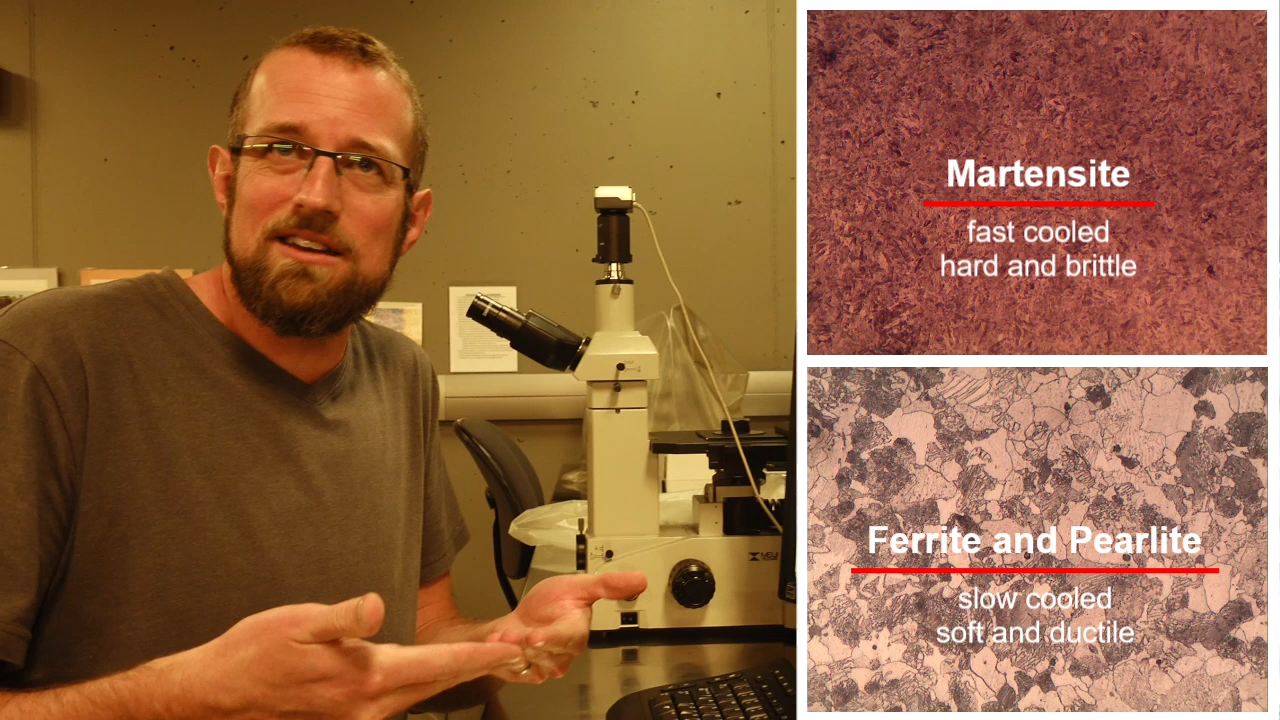 Martensite
fast cooled
hard and brittle
Ferrite and Pearlite
slow cooled
soft and ductile